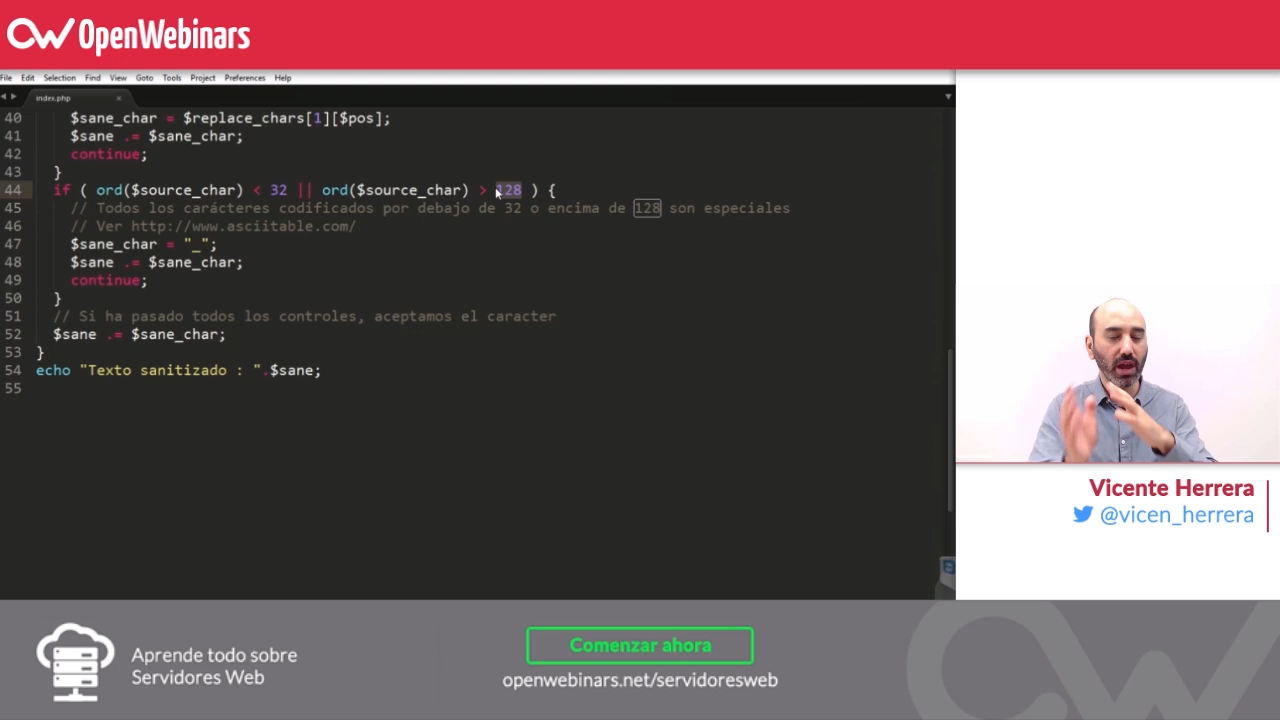 OpenWebinars
File Edit Selection Find View Goto Tools Project Preferences Help
index.php ×
40 $sane_char = $replace_chars[1][$pos];
41 $sane .= $sane_char;
42 continue;
43 }
44 if ( ord($source_char) < 32 || ord($source_char) > 128 ) {
45 // Todos los carácteres codificados por debajo de 32 o encima de 128 son especiales
46 // Ver http://www.asciitable.com/
47 $sane_char = "_";
48 $sane .= $sane_char;
49 continue;
50 }
51 // Si ha pasado todos los controles, aceptamos el caracter
52 $sane .= $sane_char;
53 }
54 echo "Texto sanitizado : ".$sane;
55
Vicente Herrera
@vicen_herrera
Aprende todo sobre
Servidores Web
Comenzar ahora
openwebinars.net/servidoresweb